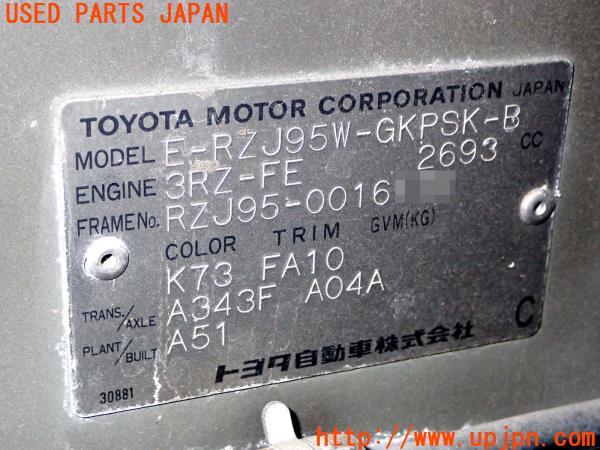 USED PARTS JAPAN
TOYOTA MOTOR CORPORATION JAPAN
MODEL E-RZJ95W-GKPSK-B
ENGINE 3RZ-FE 2693 CC
FRAME No. RZJ95-0016
COLOR TRIM GVM(KG)
K73 FA10
TRANS./AXLE A343F A04A
PLANT/BUILT A51
C
トヨタ自動車株式会社
30881
http://www.upjpn.com/